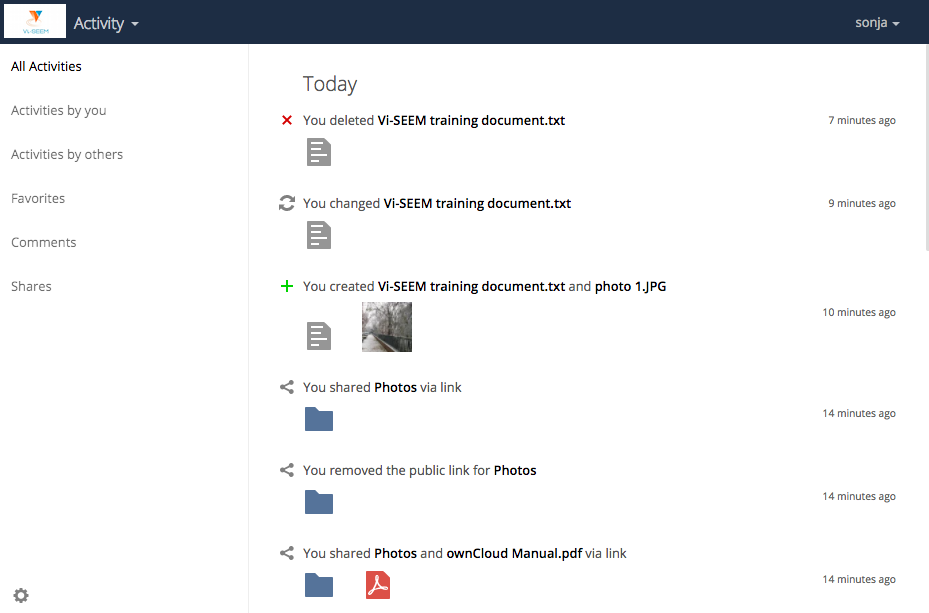 Vi-SEEM
Activity
sonja
All Activities
Activities by you
Activities by others
Favorites
Comments
Shares
Today
You deleted Vi-SEEM training document.txt
7 minutes ago
You changed Vi-SEEM training document.txt
9 minutes ago
You created Vi-SEEM training document.txt and photo 1.JPG
10 minutes ago
You shared Photos via link
14 minutes ago
You removed the public link for Photos
14 minutes ago
You shared Photos and ownCloud Manual.pdf via link
14 minutes ago